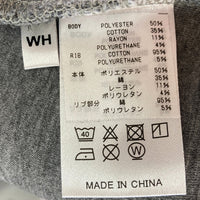 WH
BODY POLYESTER 50%
COTTON 35%
RAYON 11%
POLYURETHANE 4%
RIB COTTON 95%
POLYURETHANE 5%
本体 ポリエステル 50%
綿 35%
レーヨン 11%
ポリウレタン 4%
リブ部分 綿 95%
ポリウレタン 5%
40
W
MADE IN CHINA